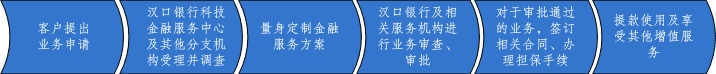 客户提出
业务申请
汉口银行科技
金融服务中心
及其他分支机
构受理并调查
量身定制金融
服务方案
汉口银行及相
关服务机构进
行业务审查、
审批
对于审批通过
的业务，签订
相关合同、办
理担保手续
提款使用及享
受其他增值服
务